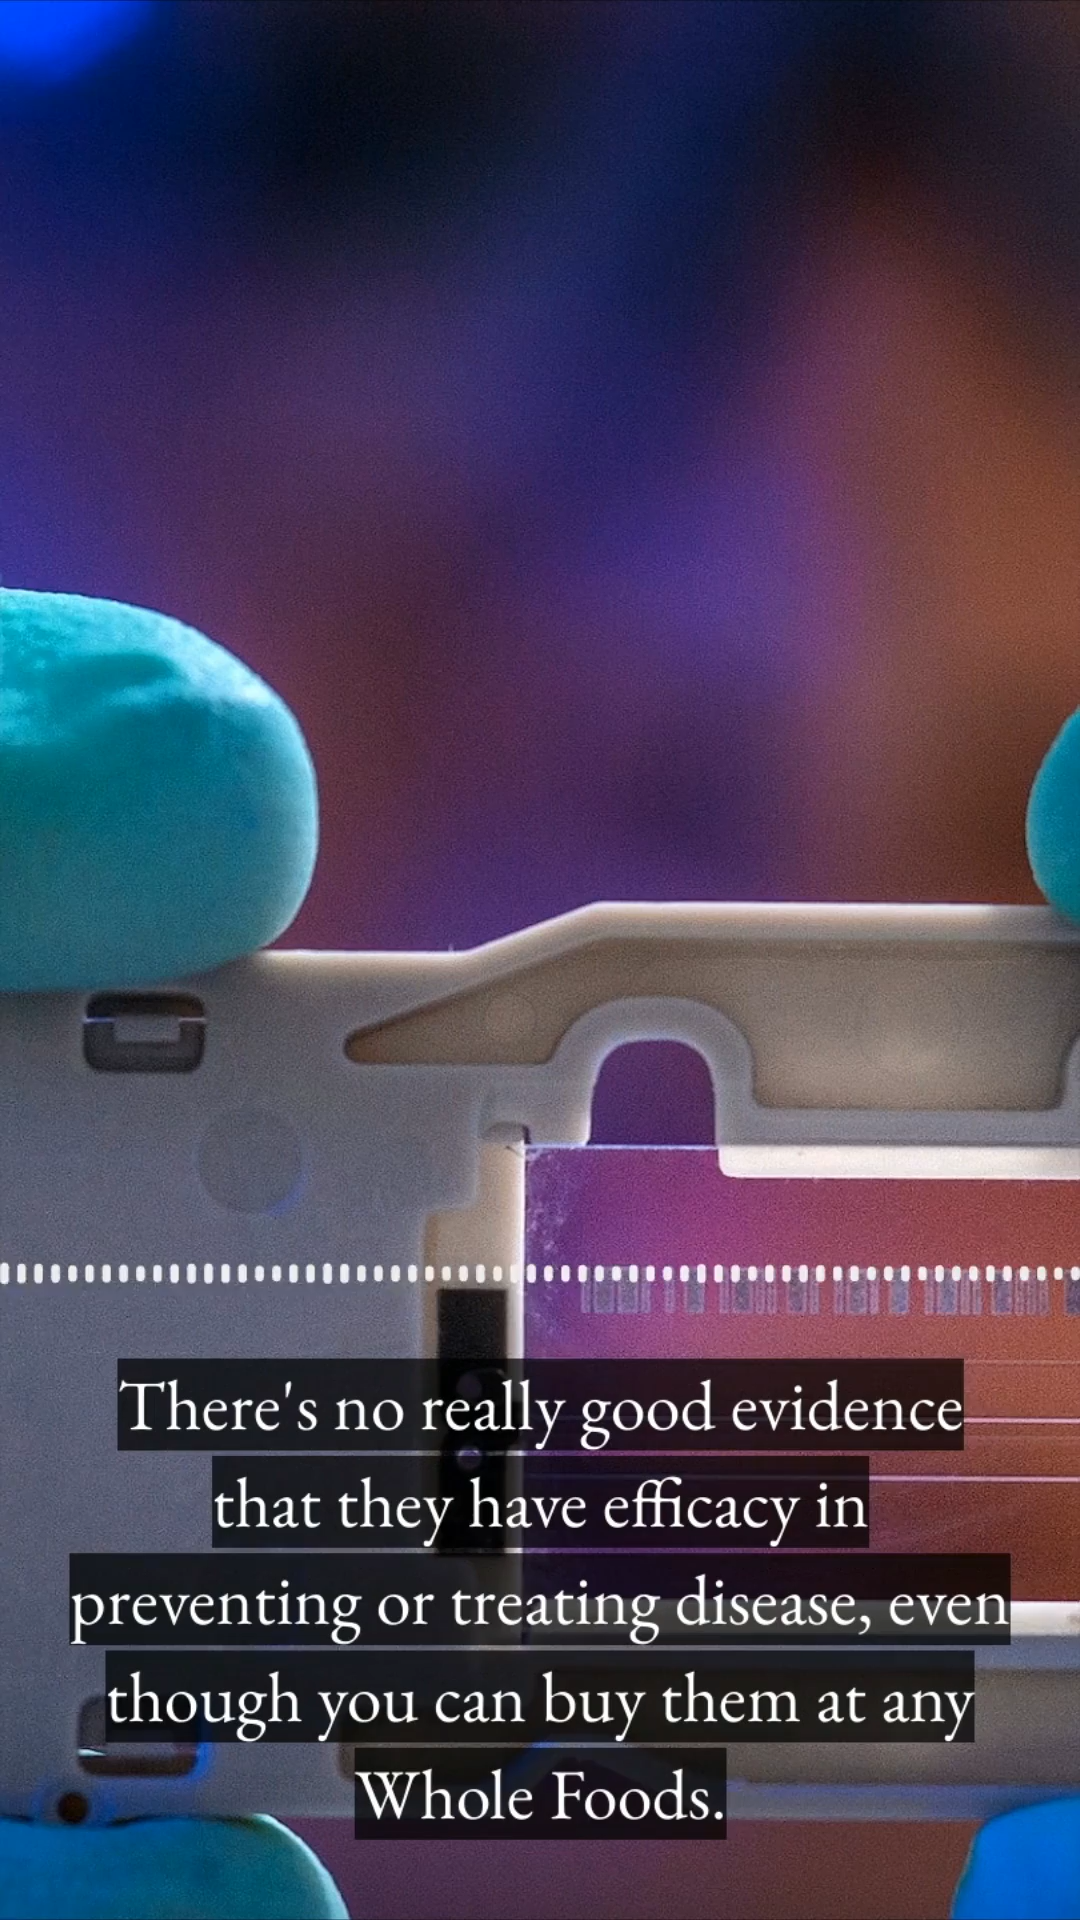 There's no really good evidence
that they have efficacy in
preventing or treating disease, even
though you can buy them at any
Whole Foods.